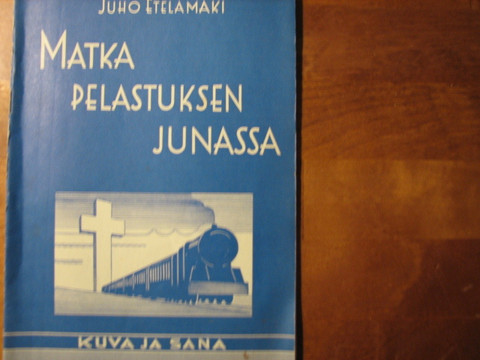 JUHO ETELÄMÄKI
MATKA
PELASTUKSEN
JUNASSA
KUVA JA SANA